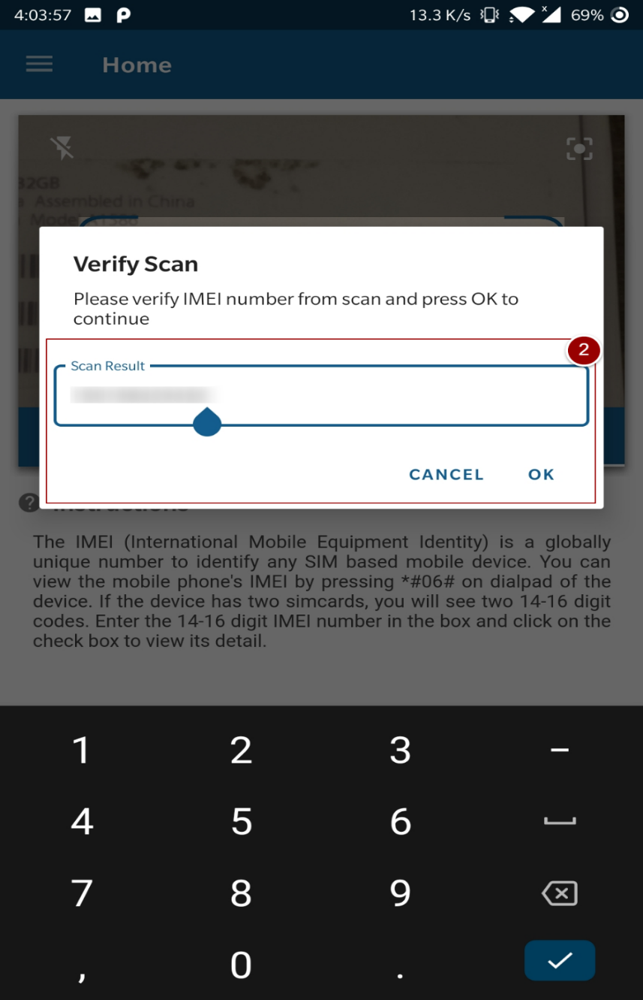 4:03:57 13.3 K/s 69%
Home
32GB
Assembled in China
Model A1586
Verify Scan
Please verify IMEI number from scan and press OK to
continue
2
Scan Result
CANCEL OK
Instructions
The IMEI (International Mobile Equipment Identity) is a globally
unique number to identify any SIM based mobile device. You can
view the mobile phone's IMEI by pressing *#06# on dialpad of the
device. If the device has two simcards, you will see two 14-16 digit
codes. Enter the 14-16 digit IMEI number in the box and click on the
check box to view its detail.
1 2 3 –
4 5 6
7 8 9
, 0 .